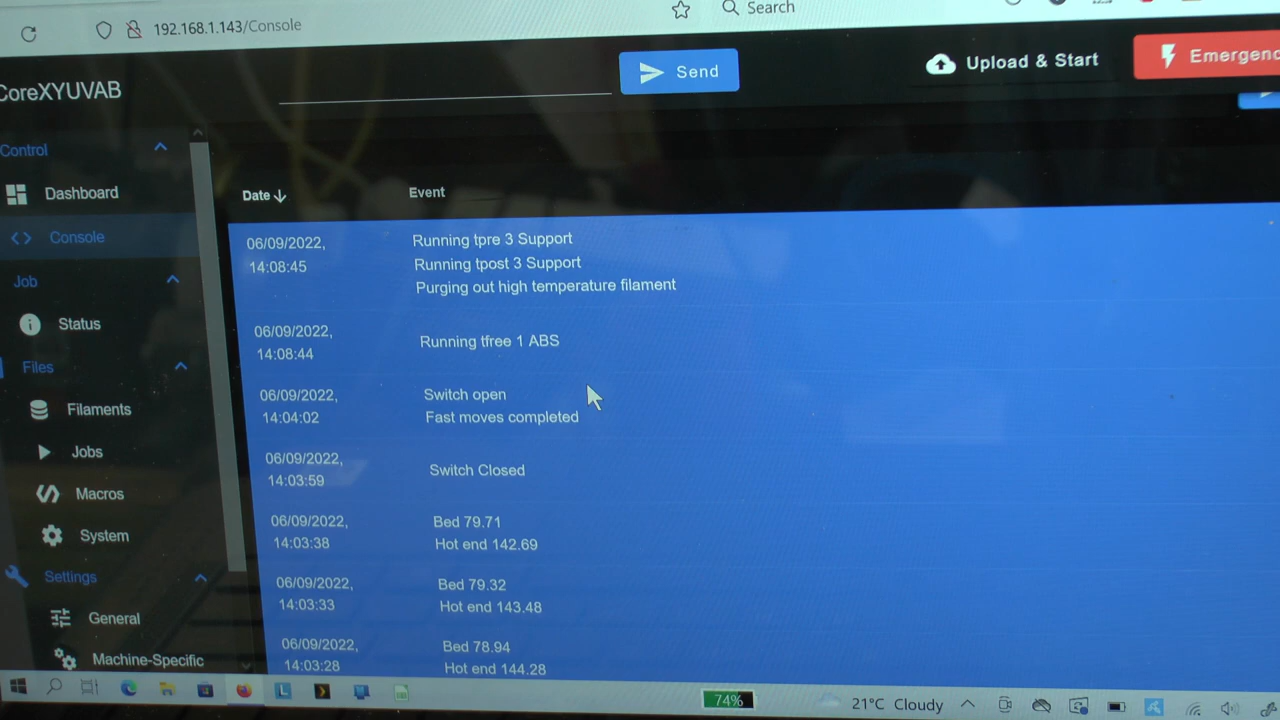 192.168.1.143/Console
Search
CoreXYUVAB
Send
Upload & Start
Emergenc
Control
Dashboard
Console
Job
Status
Files
Filaments
Jobs
Macros
System
Settings
General
Machine-Specific
Date
Event
06/09/2022,
14:08:45
Running tpre 3 Support
Running tpost 3 Support
Purging out high temperature filament
06/09/2022,
14:08:44
Running tfree 1 ABS
06/09/2022,
14:04:02
Switch open
Fast moves completed
06/09/2022,
14:03:59
Switch Closed
06/09/2022,
14:03:38
Bed 79.71
Hot end 142.69
06/09/2022,
14:03:33
Bed 79.32
Hot end 143.48
06/09/2022,
14:03:28
Bed 78.94
Hot end 144.28
74%
21°C Cloudy